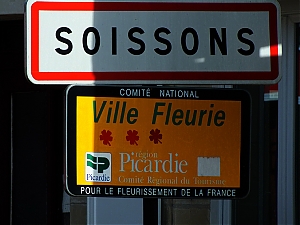 SOISSONS
COMITÉ NATIONAL
Ville Fleurie
région
Picardie
Picardie
Comité Régional du Tourisme
POUR LE FLEURISSEMENT DE LA FRANCE